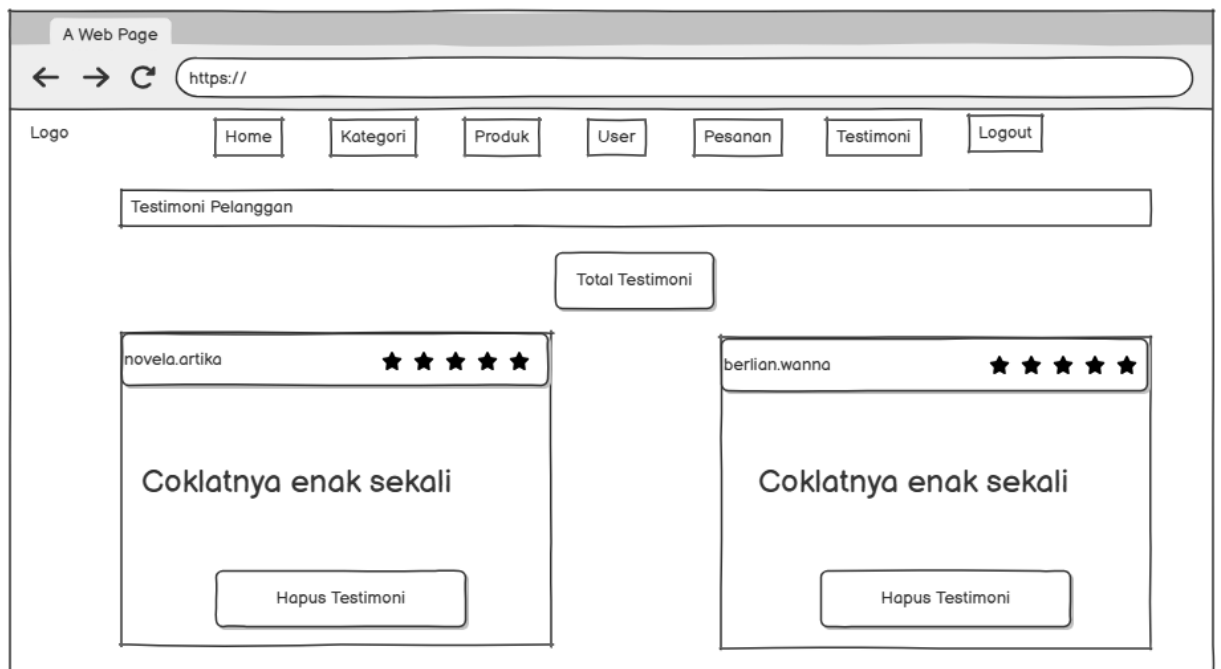 A Web Page
https://
Logo
Home
Kategori
Produk
User
Pesanan
Testimoni
Logout
Testimoni Pelanggan
Total Testimoni
novela.artika
berlian.wanna
Coklatnya enak sekali
Coklatnya enak sekali
Hapus Testimoni
Hapus Testimoni